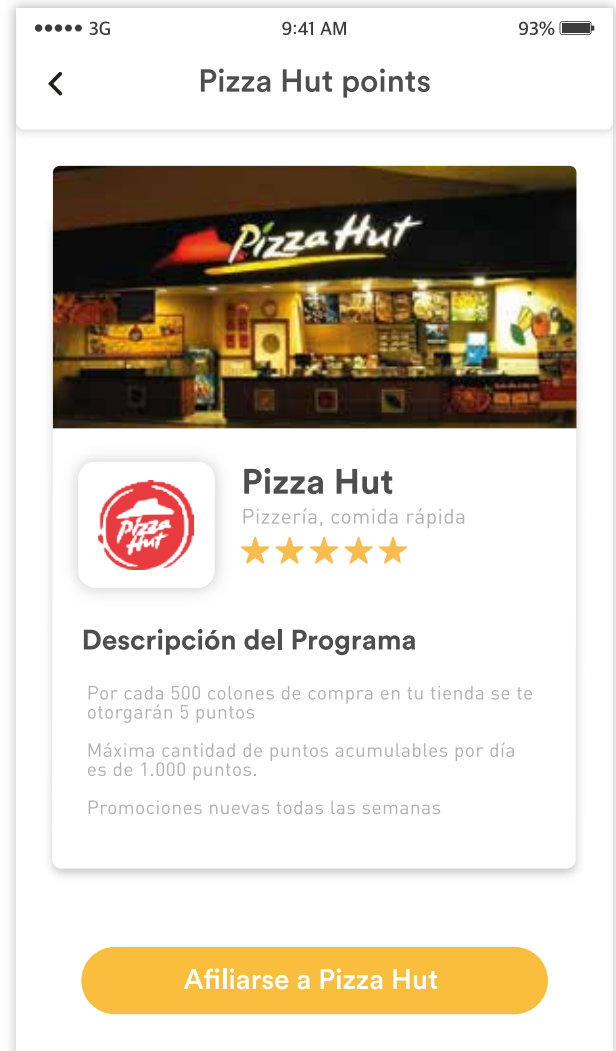 3G
9:41 AM
93%
Pizza Hut points
Pizza Hut
Pizza Hut
Pizza
Hut
Pizzería, comida rápida
Descripción del Programa
Por cada 500 colones de compra en tu tienda se te
otorgarán 5 puntos
Máxima cantidad de puntos acumulables por día
es de 1.000 puntos.
Promociones nuevas todas las semanas
Afiliarse a Pizza Hut